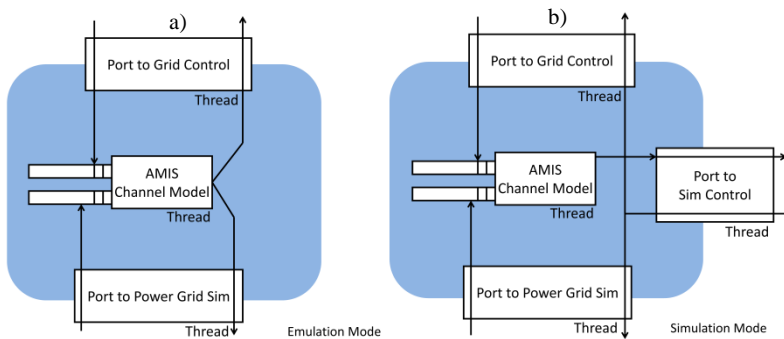 a)
Port to Grid Control
Thread
AMIS
Channel Model
Thread
Port to Power Grid Sim
Thread
Emulation Mode
b)
Port to Grid Control
Thread
AMIS
Channel Model
Thread
Port to
Sim Control
Thread
Port to Power Grid Sim
Thread
Simulation Mode